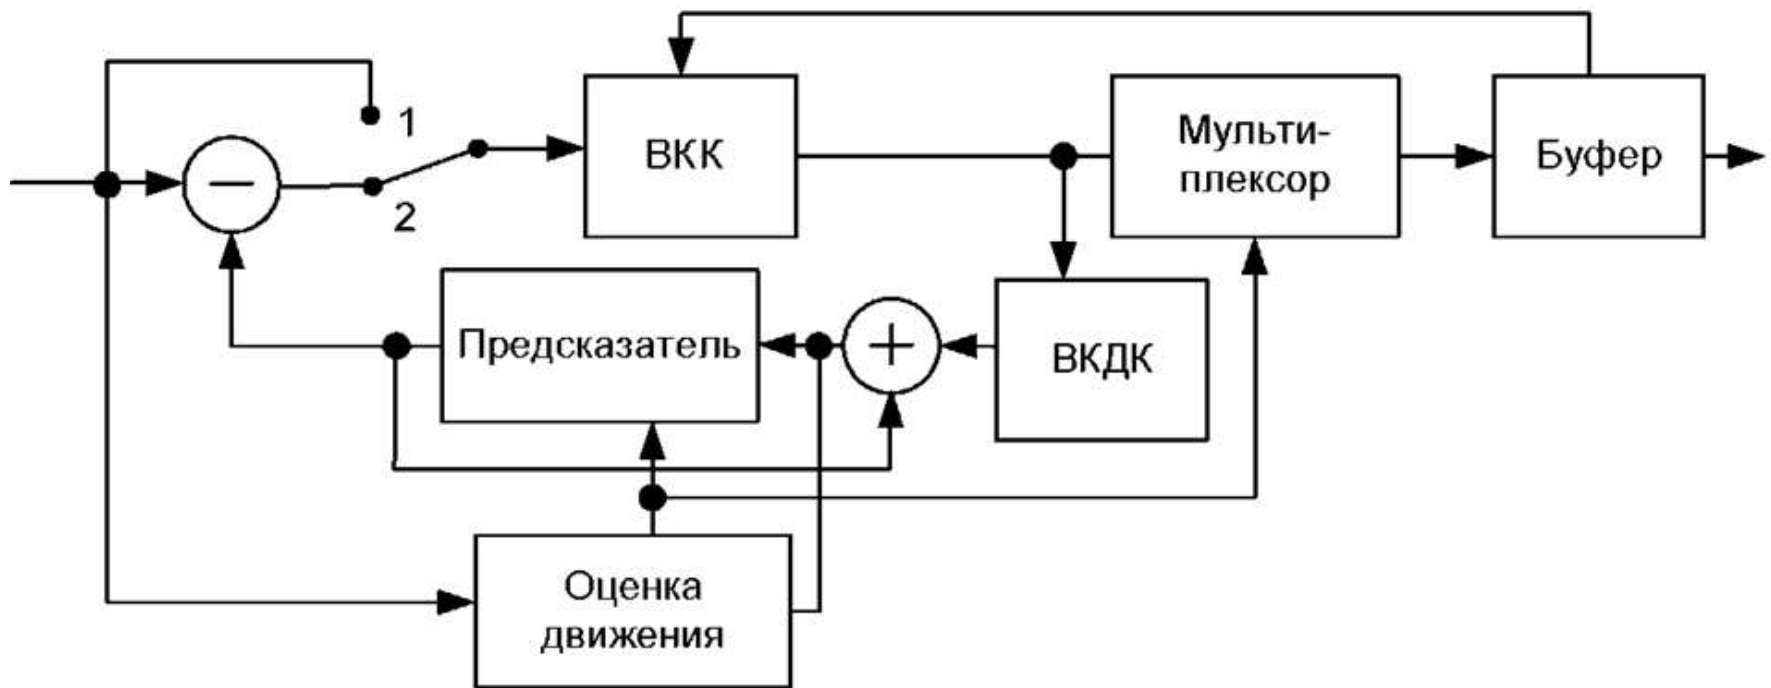 1
2
−
ВКК
Мульти-
плексор
Буфер
Предсказатель
+
ВКДК
Оценка
движения